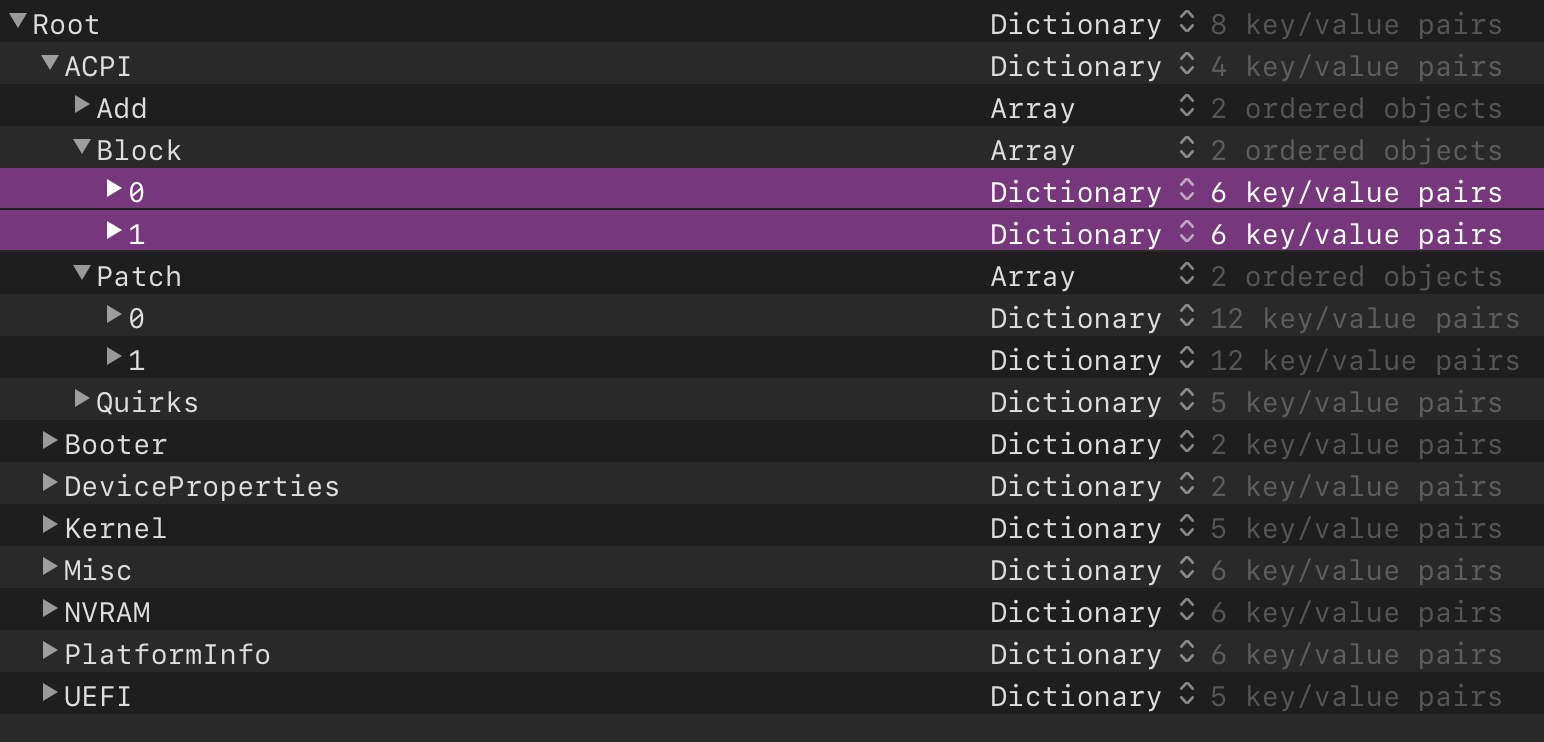 Root Dictionary 8 key/value pairs
ACPI Dictionary 4 key/value pairs
Add Array 2 ordered objects
Block Array 2 ordered objects
0 Dictionary 6 key/value pairs
1 Dictionary 6 key/value pairs
Patch Array 2 ordered objects
0 Dictionary 12 key/value pairs
1 Dictionary 12 key/value pairs
Quirks Dictionary 5 key/value pairs
Booter Dictionary 2 key/value pairs
DeviceProperties Dictionary 2 key/value pairs
Kernel Dictionary 5 key/value pairs
Misc Dictionary 6 key/value pairs
NVRAM Dictionary 6 key/value pairs
PlatformInfo Dictionary 6 key/value pairs
UEFI Dictionary 5 key/value pairs